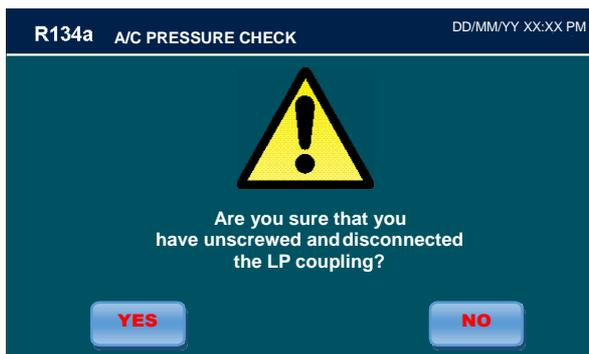 R134a A/C PRESSURE CHECK DD/MM/YY XX:XX PM
Are you sure that you
have unscrewed and disconnected
the LP coupling?
YES NO